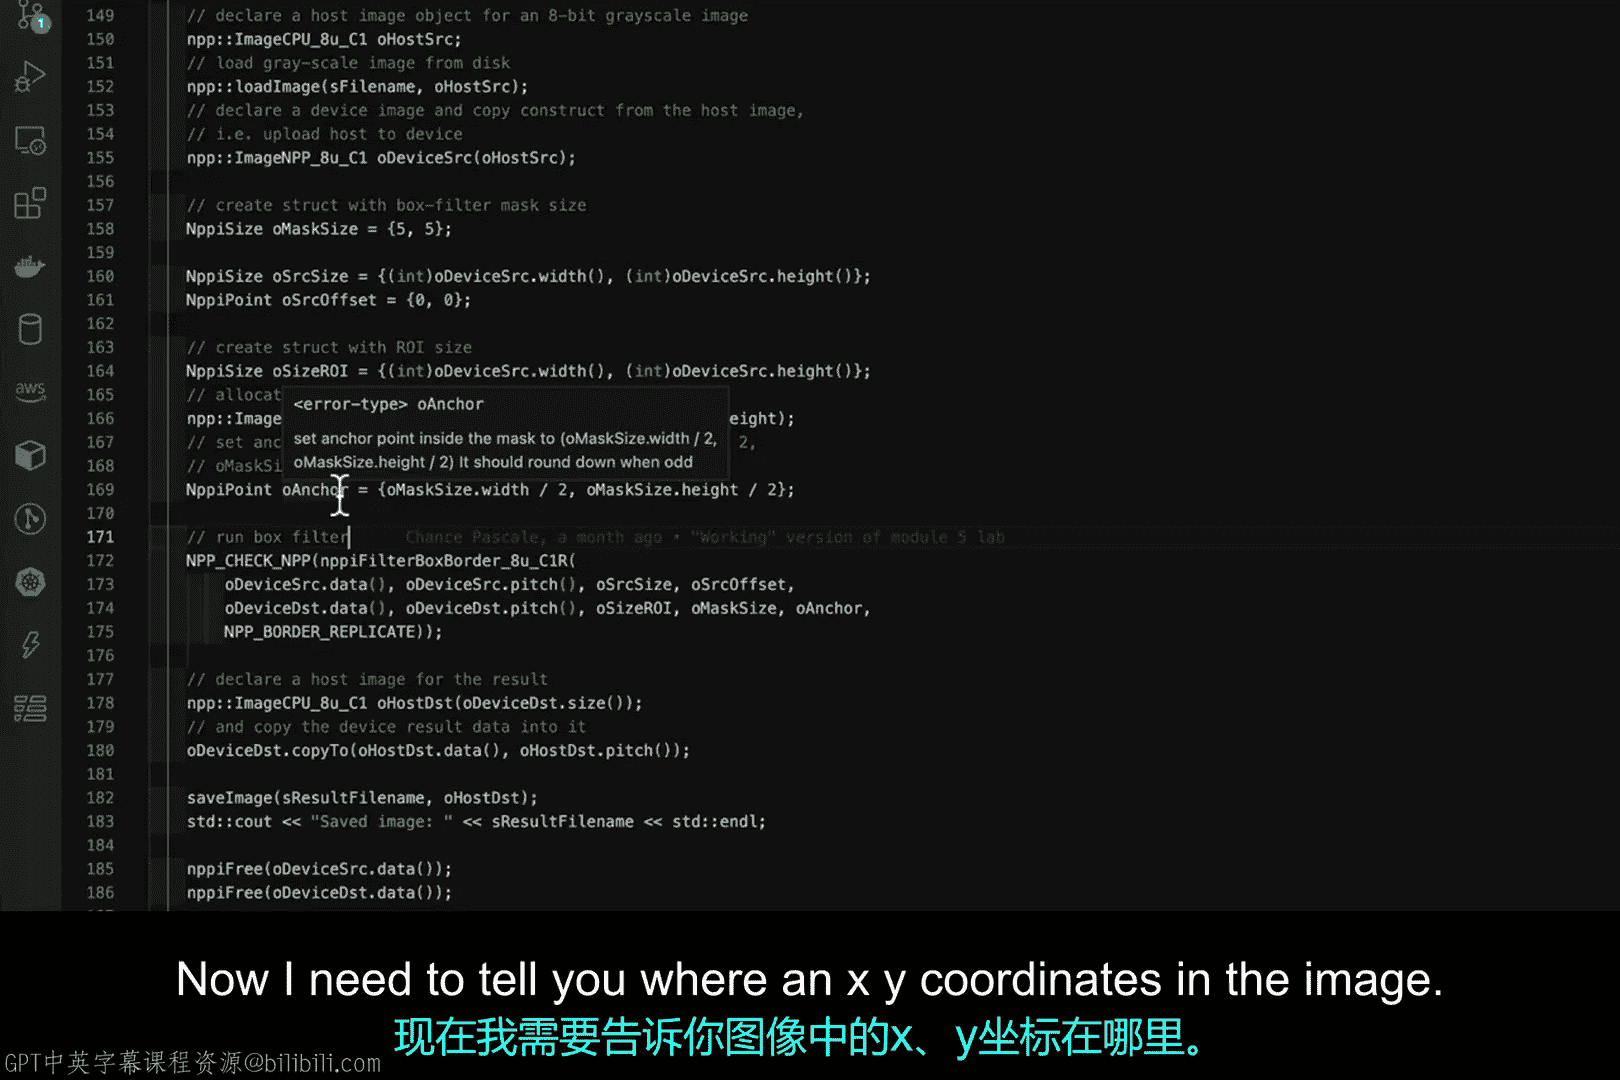 149 // declare a host image object for an 8-bit grayscale image
150 npp::ImageCPU_8u_C1 oHostSrc;
151 // load gray-scale image from disk
152 npp::loadImage(sFilename, oHostSrc);
153 // declare a device image and copy construct from the host image,
154 // i.e. upload host to device
155 npp::ImageNPP_8u_C1 oDeviceSrc(oHostSrc);
156
157 // create struct with box-filter mask size
158 NppiSize oMaskSize = {5, 5};
159
160 NppiSize oSrcSize = {(int)oDeviceSrc.width(), (int)oDeviceSrc.height()};
161 NppiPoint oSrcOffset = {0, 0};
162
163 // create struct with ROI size
164 NppiSize oSizeROI = {(int)oDeviceSrc.width(), (int)oDeviceSrc.height()};
165 // allocat
<error-type> oAnchor
166 npp::Image eight);
set anchor point inside the mask to (oMaskSize.width / 2,
167 // set anc 2,
oMaskSize.height / 2) It should round down when odd
168 // oMaskSi
169 NppiPoint oAnchor = {oMaskSize.width / 2, oMaskSize.height / 2};
170
171 // run box filter Chance Pascale, a month ago • "Working" version of module 5 lab
172 NPP_CHECK_NPP(nppiFilterBoxBorder_8u_C1R(
173 oDeviceSrc.data(), oDeviceSrc.pitch(), oSrcSize, oSrcOffset,
174 oDeviceDst.data(), oDeviceDst.pitch(), oSizeROI, oMaskSize, oAnchor,
175 NPP_BORDER_REPLICATE));
176
177 // declare a host image for the result
178 npp::ImageCPU_8u_C1 oHostDst(oDeviceDst.size());
179 // and copy the device result data into it
180 oDeviceDst.copyTo(oHostDst.data(), oHostDst.pitch());
181
182 saveImage(sResultFilename, oHostDst);
183 std::cout << "Saved image: " << sResultFilename << std::endl;
184
185 nppiFree(oDeviceSrc.data());
186 nppiFree(oDeviceDst.data());
1
aws
Now I need to tell you where an x y coordinates in the image.
现在我需要告诉你图像中的x、y坐标在哪里。
GPT中英字幕课程资源@bilibili.com